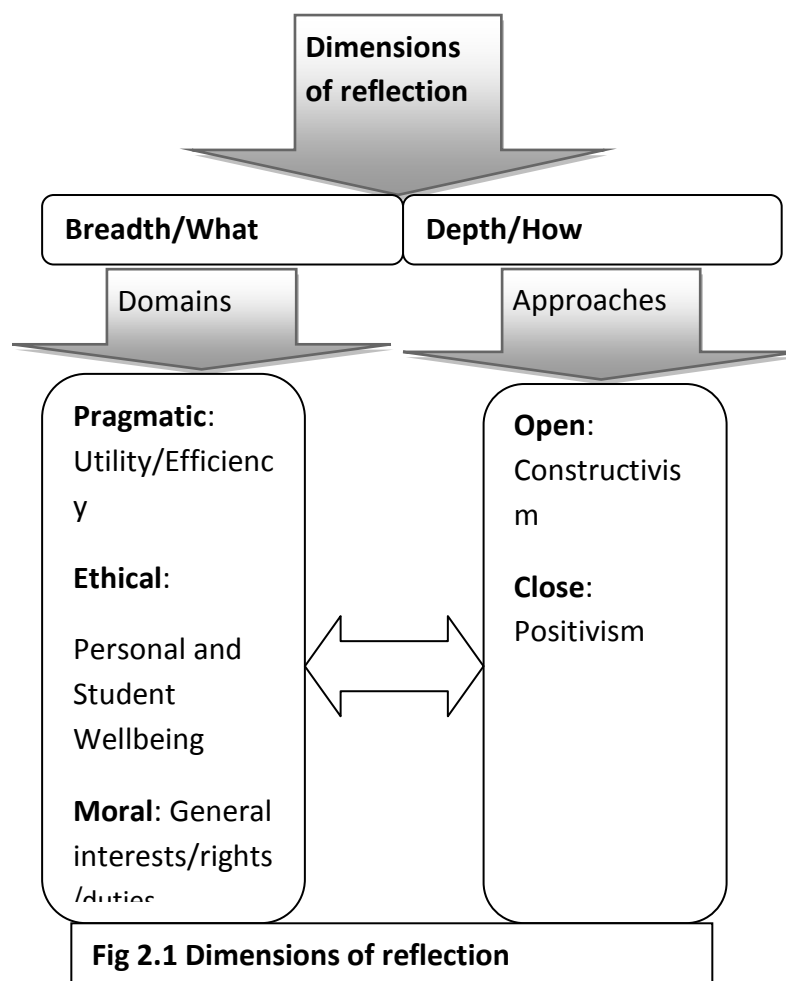 Dimensions
of reflection
Breadth/What
Depth/How
Domains
Approaches
Pragmatic:
Utility/Efficienc
y
Ethical:
Personal and
Student
Wellbeing
Moral: General
interests/rights
/duties
Open:
Constructivis
m
Close:
Positivism
Fig 2.1 Dimensions of reflection